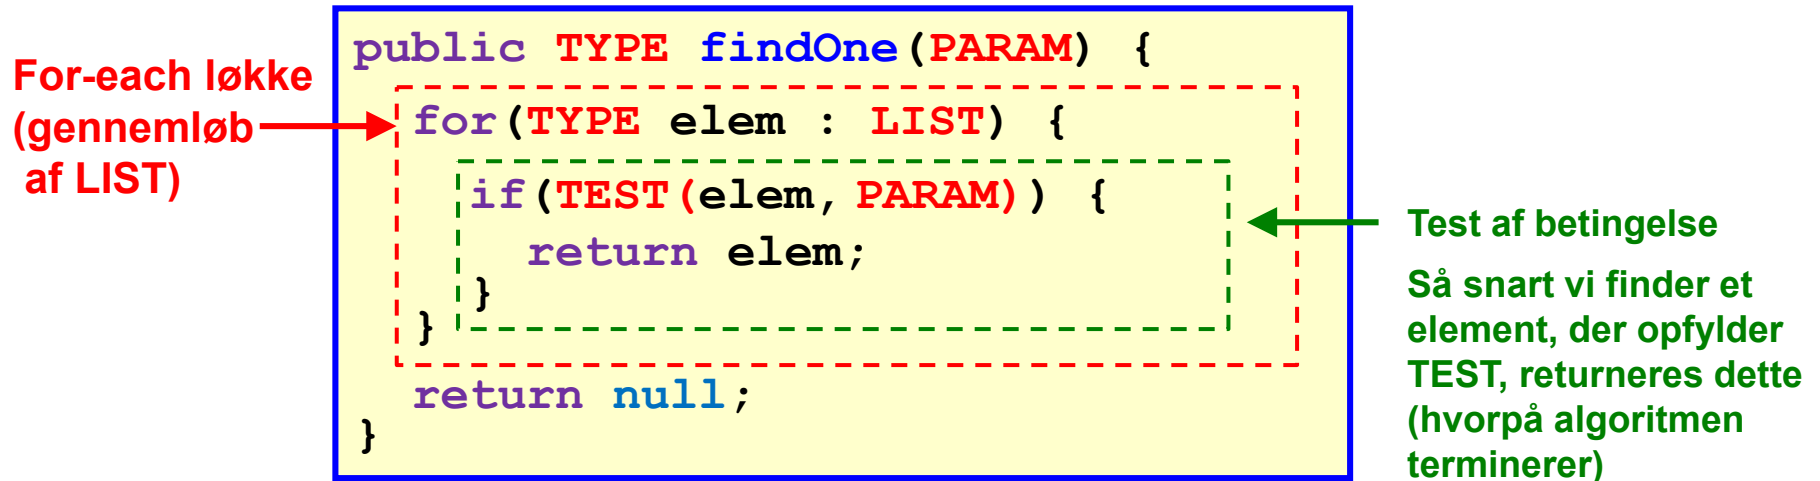 For-each løkke
(gennemløb
af LIST)
public TYPE findOne(PARAM) {
for(TYPE elem : LIST) {
if(TEST(elem, PARAM)) {
return elem;
}
}
return null;
}
Test af betingelse
Så snart vi finder et
element, der opfylder
TEST, returneres dette
(hvorpå algoritmen
terminerer)